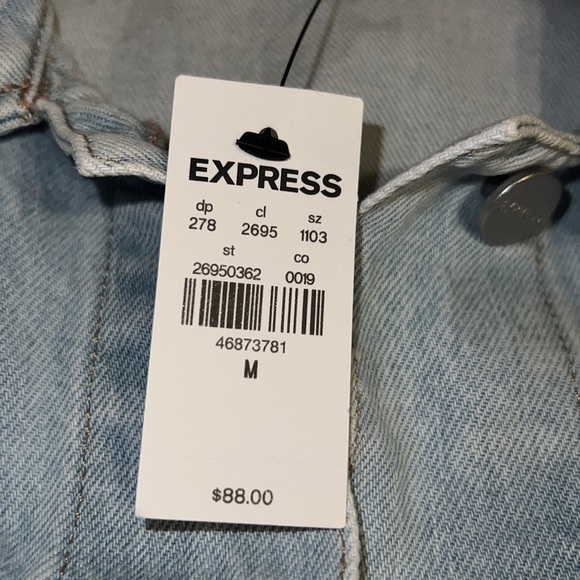 EXPRESS
dp cl sz
278 2695 1103
st co
26950362 0019
46873781
M
$88.00